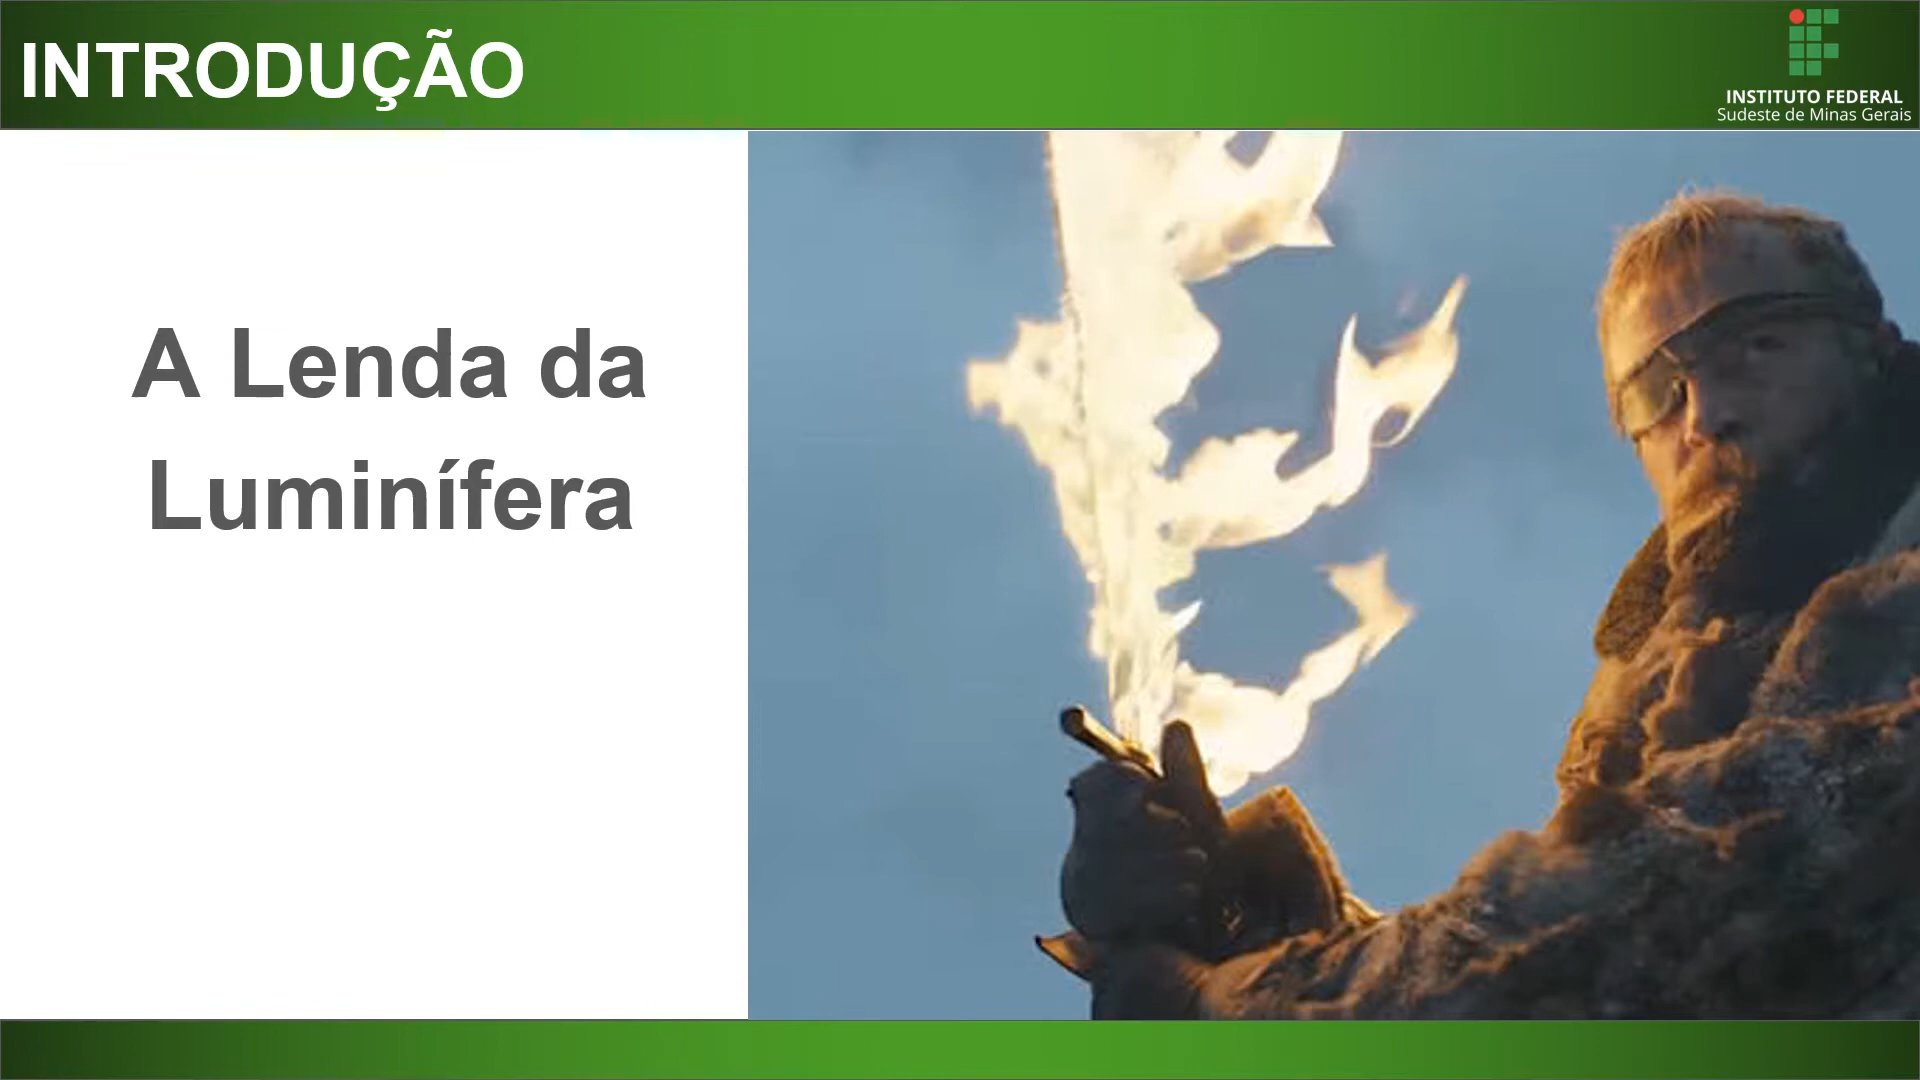 INTRODUÇÃO
INSTITUTO FEDERAL
Sudeste de Minas Gerais
A Lenda da
Luminífera